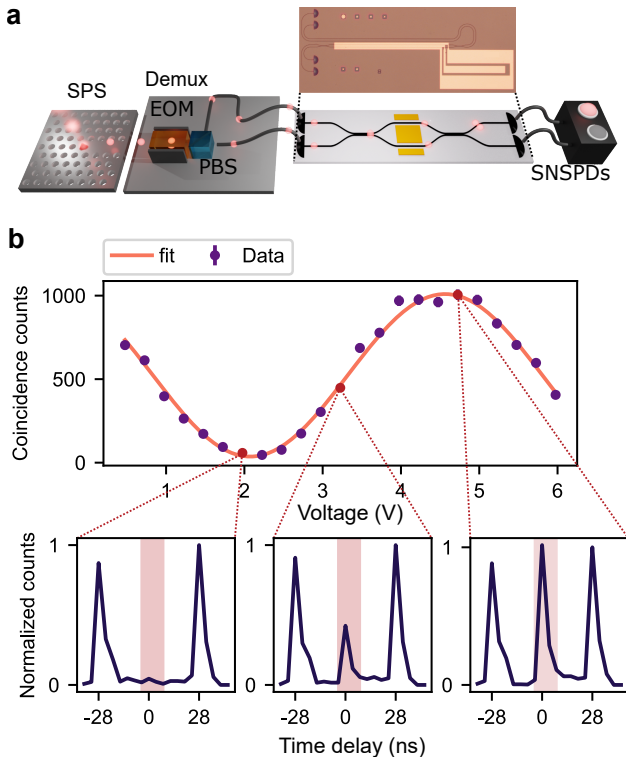 a
SPS
Demux
EOM
PBS
SNSPDs
b
fit
Data
Coincidence counts
1000
500
0
1 2 3 4 5 6
Voltage (V)
Normalized counts
1
0
-28 0 28
1
0
-28 0 28
1
0
-28 0 28
Time delay (ns)